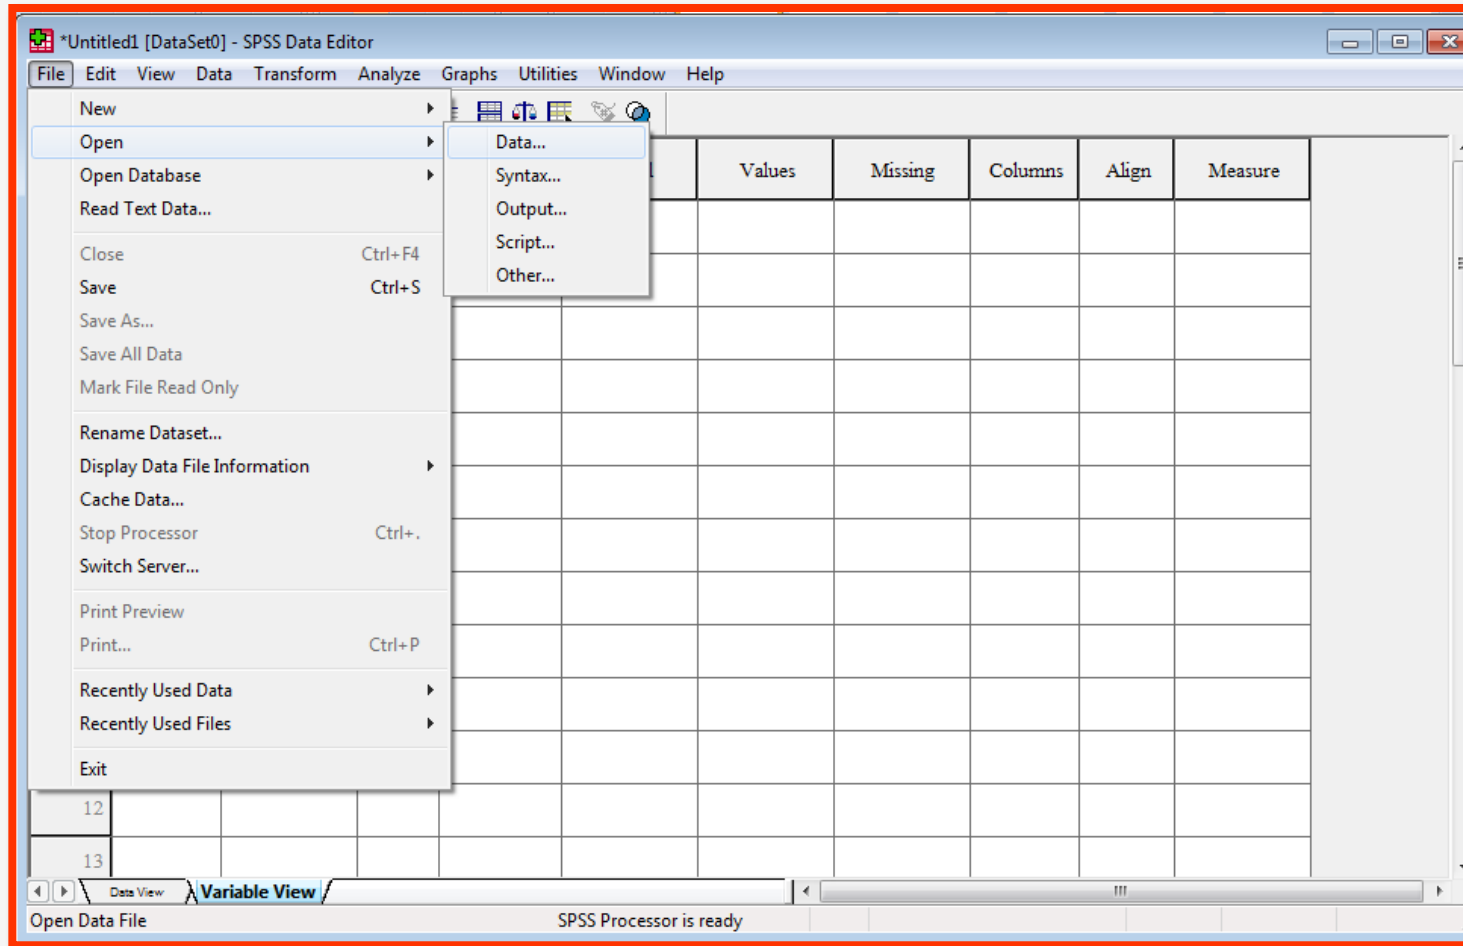 *Untitled1 [DataSet0] - SPSS Data Editor
File Edit View Data Transform Analyze Graphs Utilities Window Help
New
Open
Open Database
Read Text Data...
Close Ctrl+F4
Save Ctrl+S
Save As...
Save All Data
Mark File Read Only
Rename Dataset...
Display Data File Information
Cache Data...
Stop Processor Ctrl+.
Switch Server...
Print Preview
Print... Ctrl+P
Recently Used Data
Recently Used Files
Exit
Data...
Syntax...
Output...
Script...
Other...
Values Missing Columns Align Measure
12
13
Data View Variable View
Open Data File SPSS Processor is ready